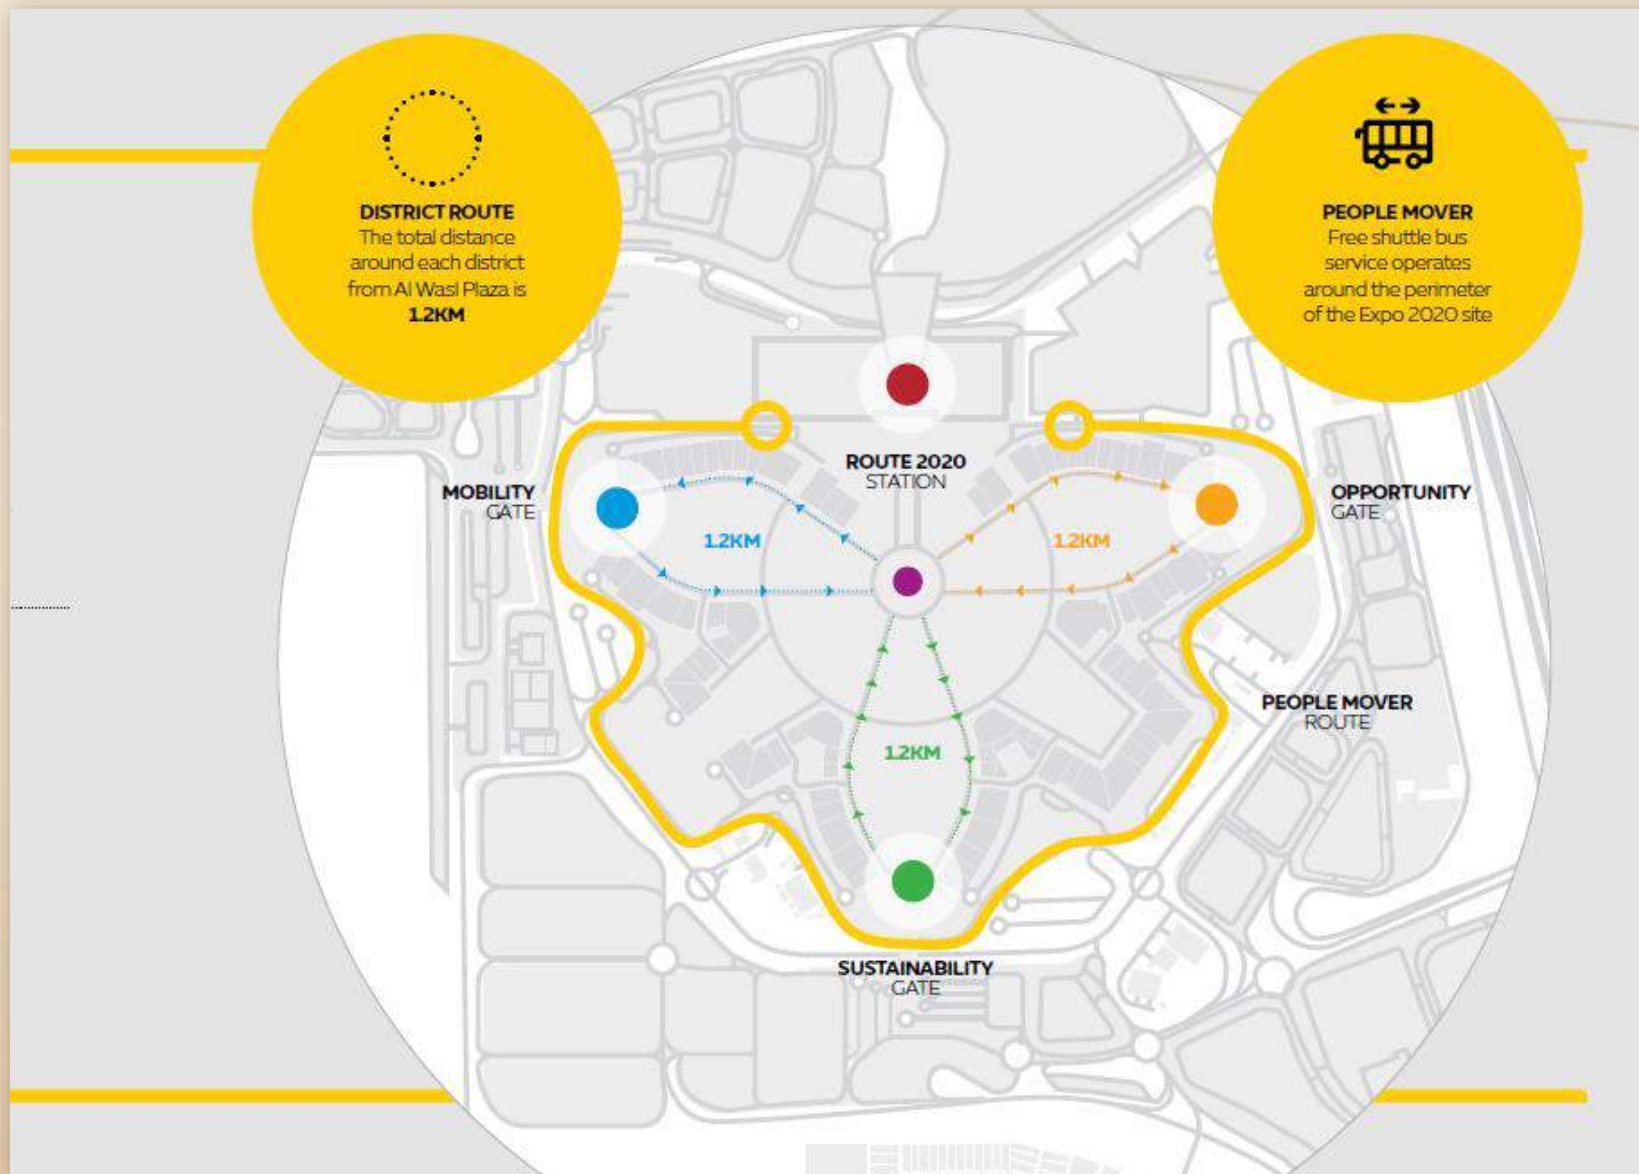 DISTRICT ROUTE
The total distance
around each district
from Al Wasl Plaza is
1.2KM
PEOPLE MOVER
Free shuttle bus
service operates
around the perimeter
of the Expo 2020 site
ROUTE 2020
STATION
MOBILITY
GATE
OPPORTUNITY
GATE
1.2KM
1.2KM
PEOPLE MOVER
ROUTE
1.2KM
SUSTAINABILITY
GATE